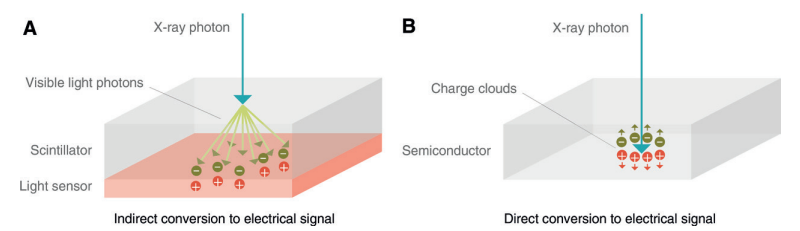 A
X-ray photon
Visible light photons
Scintillator
Light sensor
Indirect conversion to electrical signal
B
X-ray photon
Charge clouds
Semiconductor
Direct conversion to electrical signal